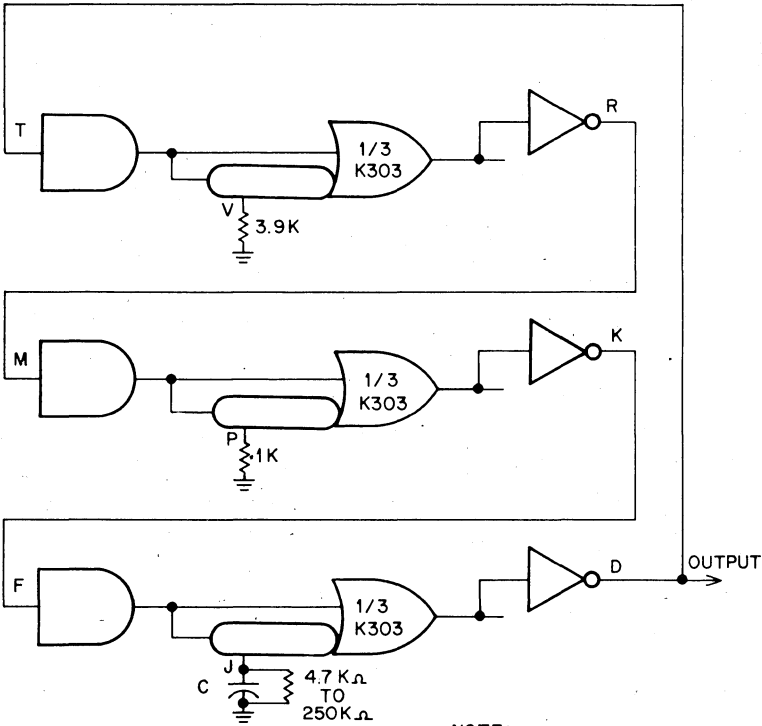 T
1/3
K303
R
V
3.9K
M
1/3
K303
K
P
.1K
F
1/3
K303
D
OUTPUT
J
C
4.7 KΩ
TO
250KΩ